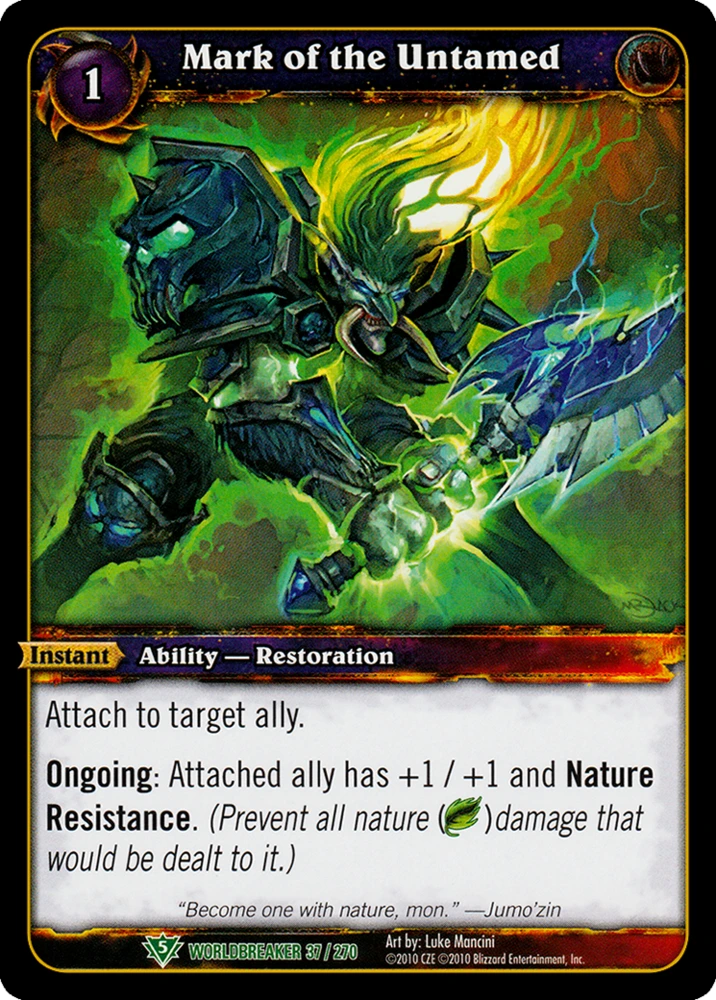 1
Mark of the Untamed
Instant
Ability — Restoration
Attach to target ally.
Ongoing: Attached ally has +1 / +1 and Nature
Resistance. (Prevent all nature ( )damage that
would be dealt to it.)
“Become one with nature, mon.” —Jumo’zin
5
WORLDBREAKER 37 / 270
Art by: Luke Mancini
©2010 CZE ©2010 Blizzard Entertainment, Inc.